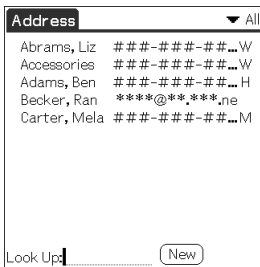 Address ▼ All
Abrams, Liz ###-###-##...W
Accessories ###-###-##...W
Adams, Ben ###-###-##...H
Becker, Ran ****@**.***.ne
Carter, Mela ###-###-##...M
Look Up: New